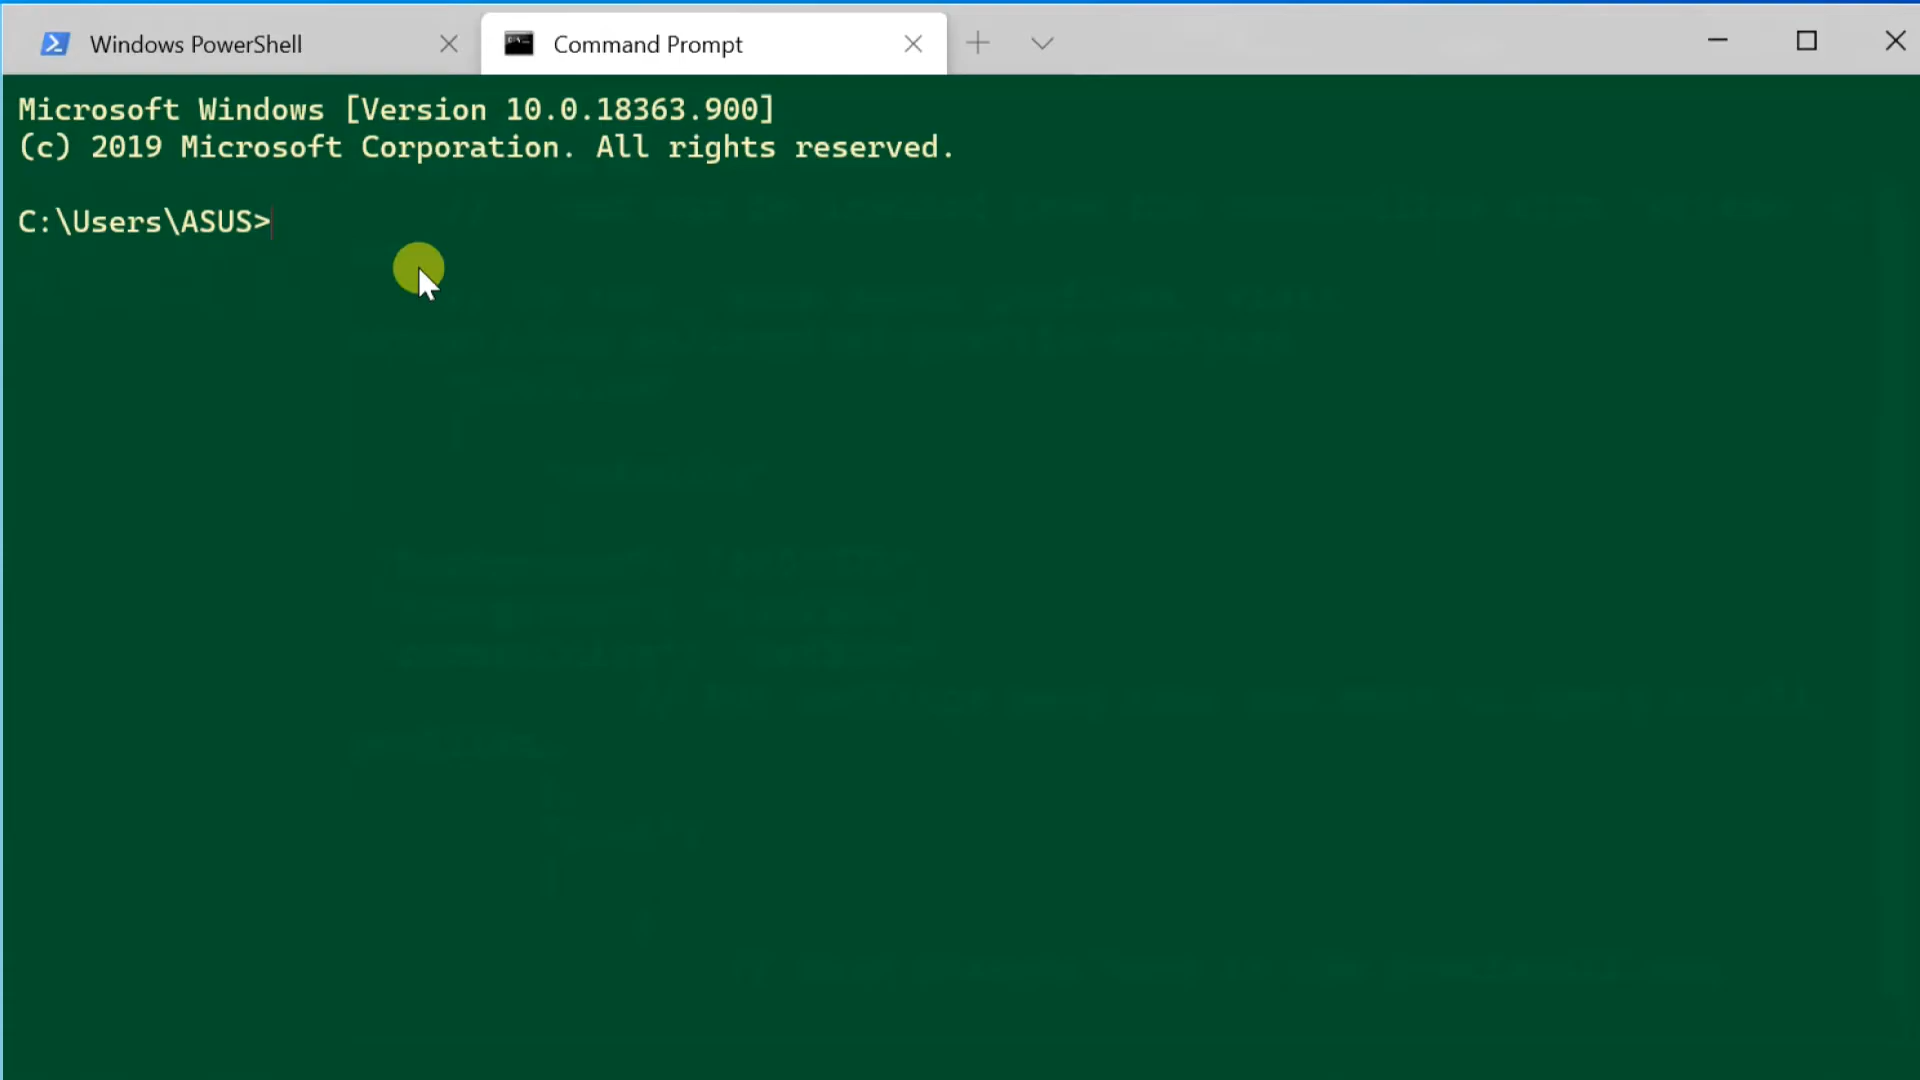 Windows PowerShell
Command Prompt
Microsoft Windows [Version 10.0.18363.900]
(c) 2019 Microsoft Corporation. All rights reserved.
C:\Users\ASUS>